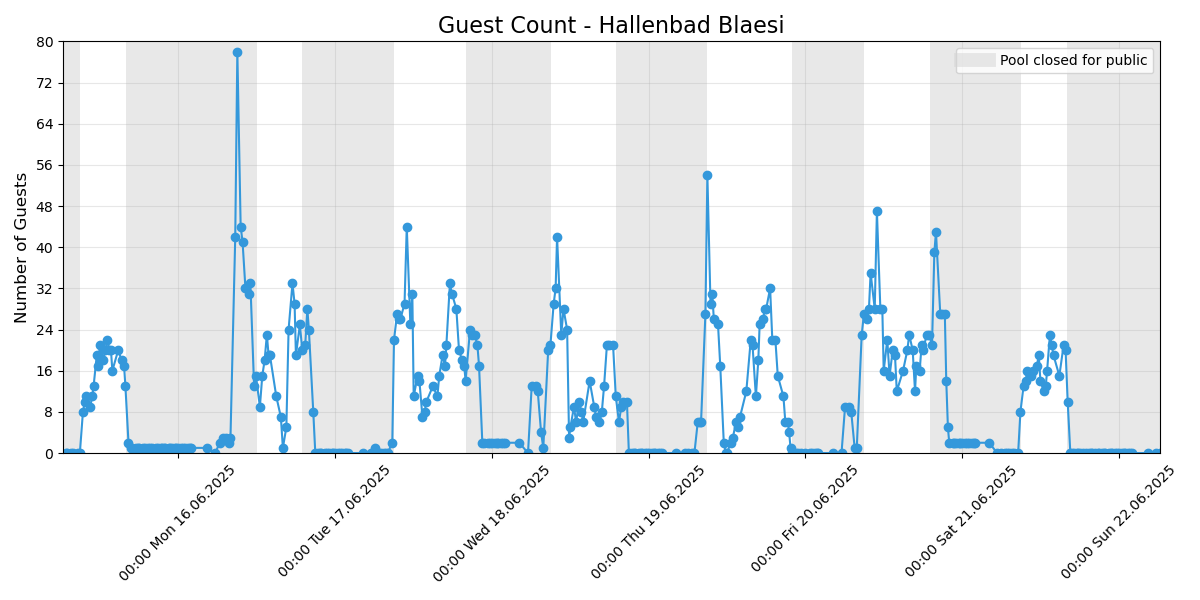 Guest Count - Hallenbad Blaesi
Pool closed for public
Number of Guests
80
72
64
56
48
40
32
24
16
8
0
00:00 Mon 16.06.2025
00:00 Tue 17.06.2025
00:00 Wed 18.06.2025
00:00 Thu 19.06.2025
00:00 Fri 20.06.2025
00:00 Sat 21.06.2025
00:00 Sun 22.06.2025